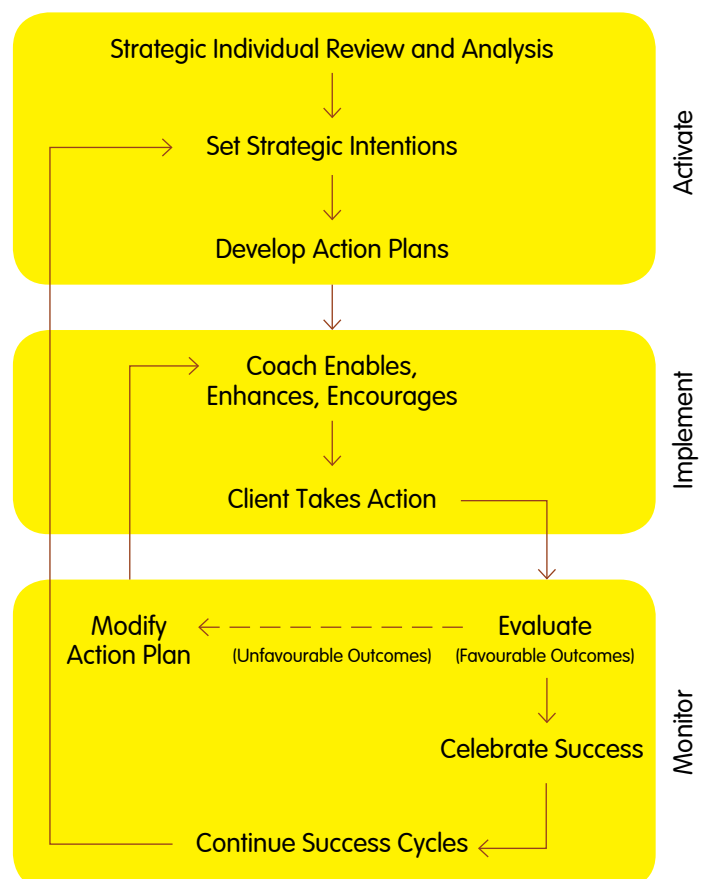 Strategic Individual Review and Analysis
Set Strategic Intentions
Develop Action Plans
Activate
Coach Enables,
Enhances, Encourages
Client Takes Action
Implement
Modify
Action Plan
(Unfavourable Outcomes)
Evaluate
(Favourable Outcomes)
Celebrate Success
Continue Success Cycles
Monitor